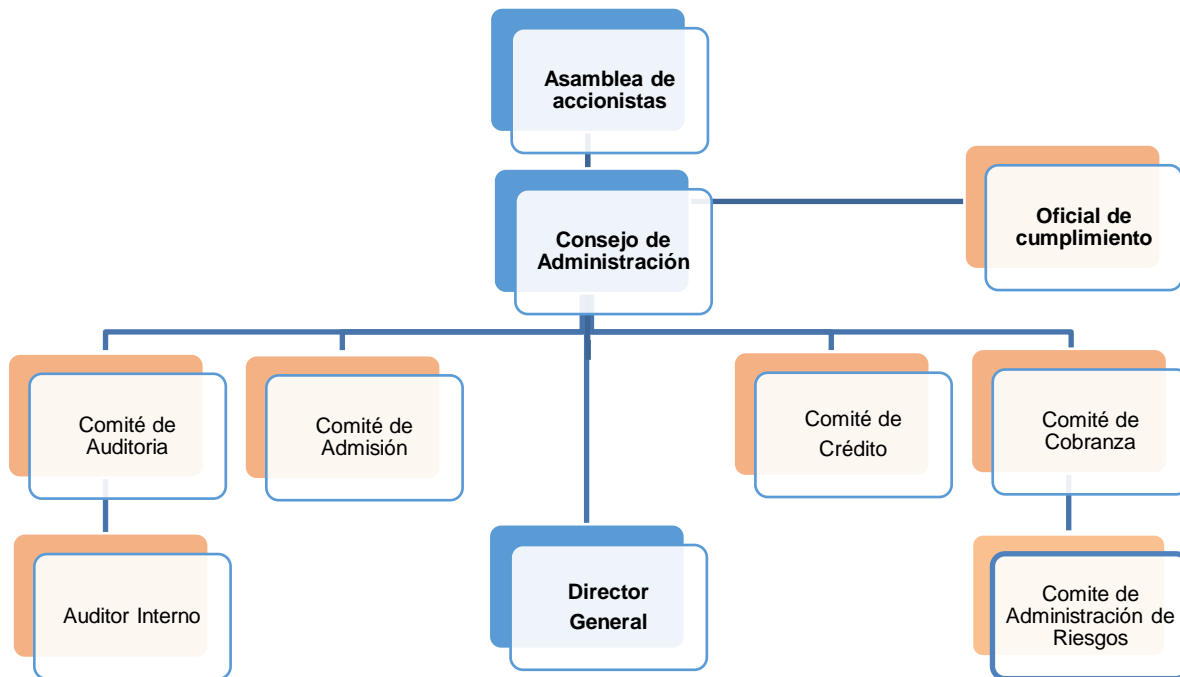 Asamblea de
accionistas
Oficial de
cumplimiento
Consejo de
Administración
Comité de
Auditoria
Comité de
Admisión
Comité de
Crédito
Comité de
Cobranza
Auditor Interno
Director
General
Comite de
Administración de
Riesgos